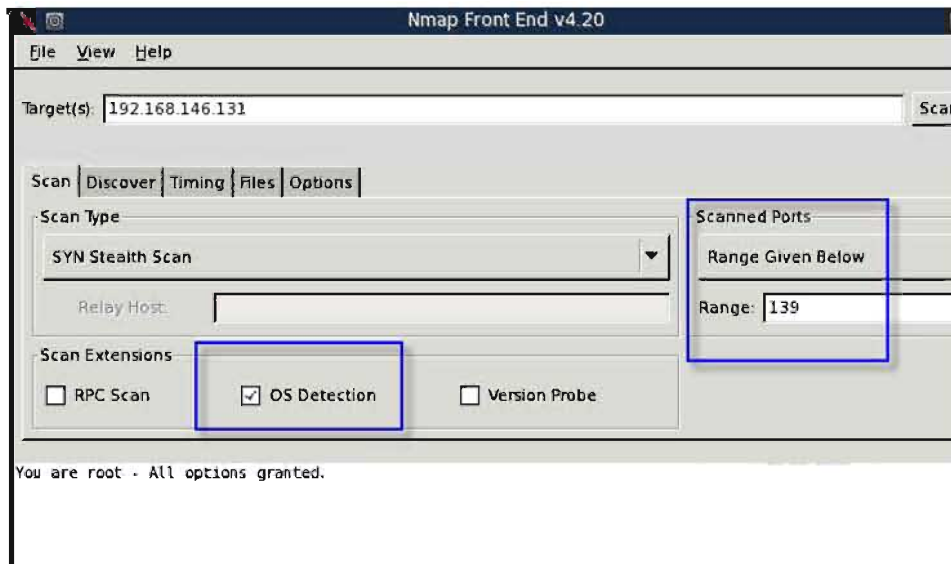 Nmap Front End v4.20
File View Help
Target(s): 192.168.146.131
Scan Discover Timing Files Options
Scan Type
Scanned Ports
SYN Stealth Scan
Range Given Below
Relay Host:
Range: 139
Scan Extensions
RPC Scan
OS Detection
Version Probe
You are root - All options granted.